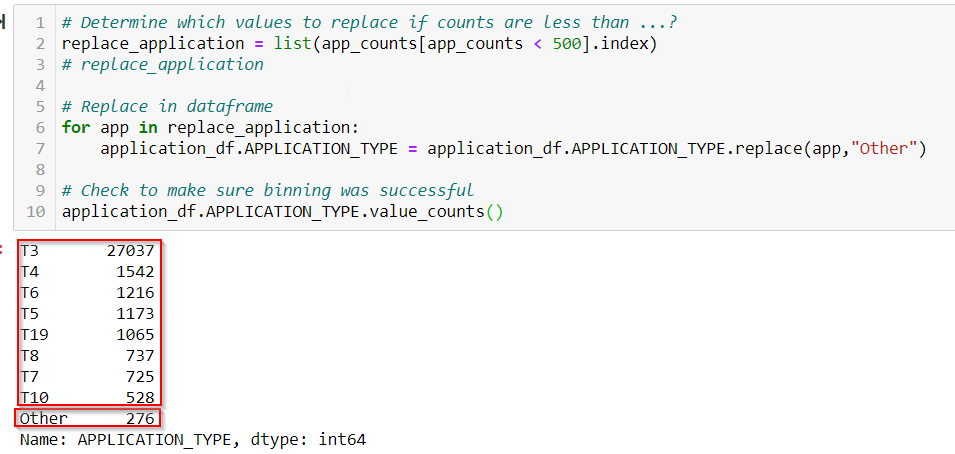 1 # Determine which values to replace if counts are less than ...?
2 replace_application = list(app_counts[app_counts < 500].index)
3 # replace_application
4
5 # Replace in dataframe
6 for app in replace_application:
7     application_df.APPLICATION_TYPE = application_df.APPLICATION_TYPE.replace(app,"Other")
8
9 # Check to make sure binning was successful
10 application_df.APPLICATION_TYPE.value_counts()
T3 27037
T4 1542
T6 1216
T5 1173
T19 1065
T8 737
T7 725
T10 528
Other 276
Name: APPLICATION_TYPE, dtype: int64